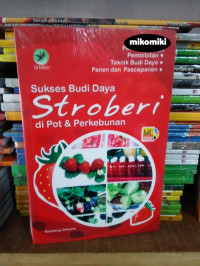 mikomiki
Pembibitan
Teknik Budi Daya
Panen dan Pascapanen
Sukses Budi Daya
Stroberi
di Pot & Perkebunan